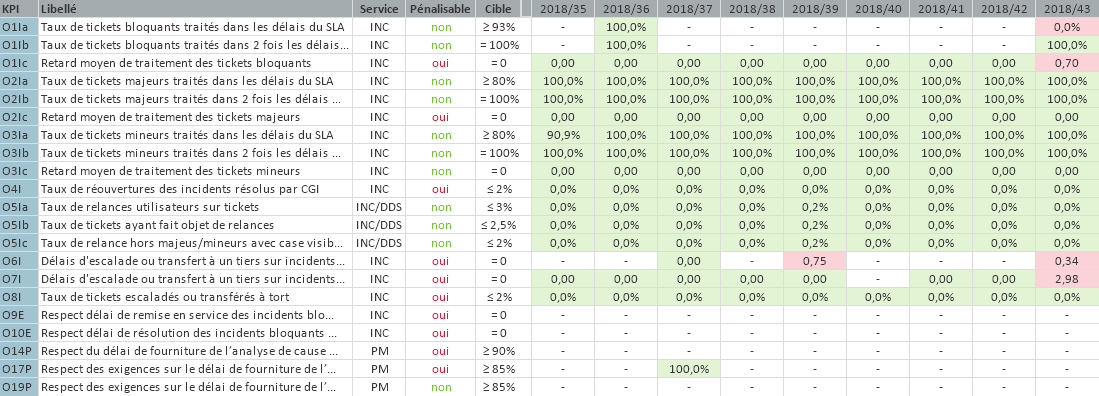 KPI Libellé Service Pénalisable Cible 2018/35 2018/36 2018/37 2018/38 2018/39 2018/40 2018/41 2018/42 2018/43
O1Ia Taux de tickets bloquants traités dans les délais du SLA INC non ≥ 93% - 100,0% - - - - - - 0,0%
O1Ib Taux de tickets bloquants traités dans 2 fois les délais... INC non = 100% - 100,0% - - - - - - 100,0%
O1Ic Retard moyen de traitement des tickets bloquants INC oui = 0 0,00 0,00 0,00 0,00 0,00 0,00 0,00 0,00 0,70
O2Ia Taux de tickets majeurs traités dans les délais du SLA INC non ≥ 80% 100,0% 100,0% 100,0% 100,0% 100,0% 100,0% 100,0% 100,0% 100,0%
O2Ib Taux de tickets majeurs traités dans 2 fois les délais ... INC non = 100% 100,0% 100,0% 100,0% 100,0% 100,0% 100,0% 100,0% 100,0% 100,0%
O2Ic Retard moyen de traitement des tickets majeurs INC oui = 0 0,00 0,00 0,00 0,00 0,00 0,00 0,00 0,00 0,00
O3Ia Taux de tickets mineurs traités dans les délais du SLA INC non ≥ 80% 90,9% 100,0% 100,0% 100,0% 100,0% 100,0% 100,0% 100,0% 100,0%
O3Ib Taux de tickets mineurs traités dans 2 fois les délais ... INC non = 100% 100,0% 100,0% 100,0% 100,0% 100,0% 100,0% 100,0% 100,0% 100,0%
O3Ic Retard moyen de traitement des tickets mineurs INC non = 0 0,00 0,00 0,00 0,00 0,00 0,00 0,00 0,00 0,00
O4I Taux de réouvertures des incidents résolus par CGI INC oui ≤ 2% 0,0% 0,0% 0,0% 0,0% 0,0% 0,0% 0,0% 0,0% 0,0%
O5Ia Taux de relances utilisateurs sur tickets INC/DDS non ≤ 3% 0,0% 0,0% 0,0% 0,0% 0,2% 0,0% 0,0% 0,0% 0,0%
O5Ib Taux de tickets ayant fait objet de relances INC/DDS non ≤ 2,5% 0,0% 0,0% 0,0% 0,0% 0,2% 0,0% 0,0% 0,0% 0,0%
O5Ic Taux de relance hors majeus/mineurs avec case visib... INC/DDS non ≤ 2% 0,0% 0,0% 0,0% 0,0% 0,2% 0,0% 0,0% 0,0% 0,0%
O6I Délais d'escalade ou transfert à un tiers sur incidents... INC oui = 0 - - 0,00 - 0,75 - - - 0,34
O7I Délais d'escalade ou transfert à un tiers sur incidents... INC oui = 0 0,00 0,00 0,00 0,00 0,00 - 0,00 0,00 2,98
O8I Taux de tickets escaladés ou transférés à tort INC oui ≤ 2% 0,0% 0,0% 0,0% 0,0% 0,0% 0,0% 0,0% 0,0% 0,0%
O9E Respect délai de remise en service des incidents blo... INC oui = 0 - - - - - - - - -
O10E Respect délai de résolution des incidents bloquants ... INC oui = 0 - - - - - - - - -
O14P Respect du délai de fourniture de l'analyse de cause ... PM oui ≥ 90% - - - - - - - - -
O17P Respect des exigences sur le délai de fourniture de l'... PM oui ≥ 85% - - 100,0% - - - - - -
O19P Respect des exigences sur le délai de fourniture de l'... PM non ≥ 85% - - - - - - - - -